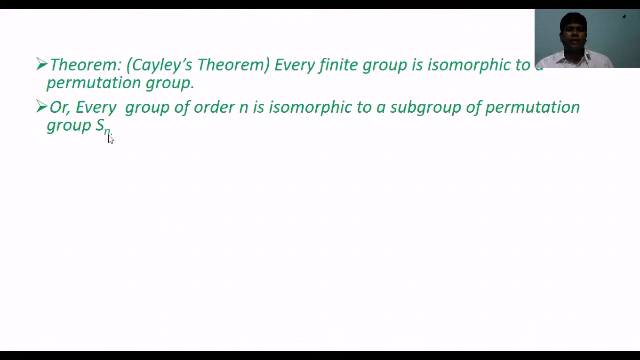 Theorem: (Cayley's Theorem) Every finite group is isomorphic to a
permutation group.
Or, Every group of order n is isomorphic to a subgroup of permutation
group Sn.